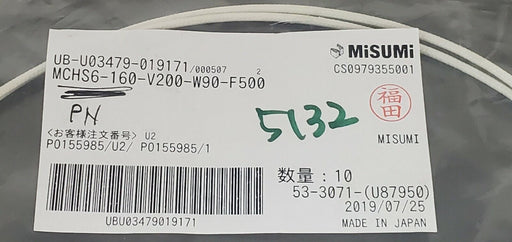 UB-U03479-019171/000507 2
MISUMI
MCHS6-160-V200-W90-F500
CS0979355001
PN
5132
福田
<お客様注文番号> U2
PO155985/U2/ PO155985/1
MISUMI
数量：10
53-3071-(U87950)
UBU03479019171
2019/07/25
MADE IN JAPAN